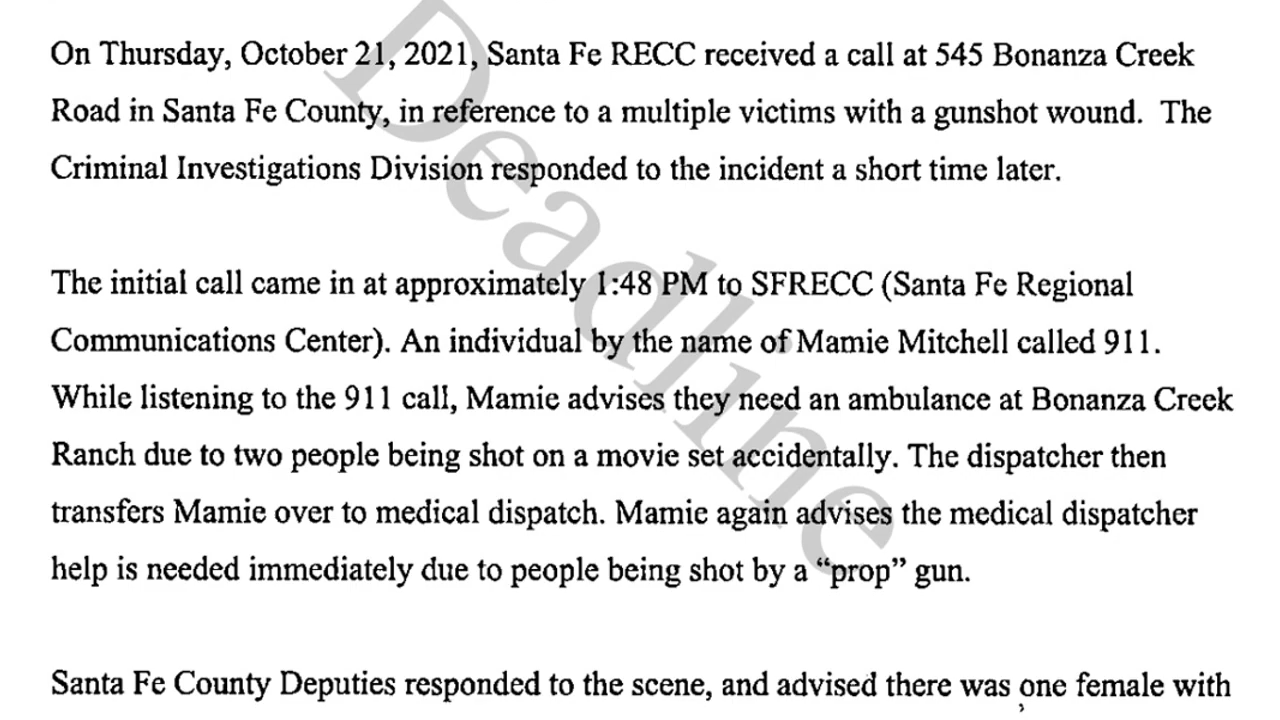 On Thursday, October 21, 2021, Santa Fe RECC received a call at 545 Bonanza Creek
Road in Santa Fe County, in reference to a multiple victims with a gunshot wound. The
Criminal Investigations Division responded to the incident a short time later.
The initial call came in at approximately 1:48 PM to SFRECC (Santa Fe Regional
Communications Center). An individual by the name of Mamie Mitchell called 911.
While listening to the 911 call, Mamie advises they need an ambulance at Bonanza Creek
Ranch due to two people being shot on a movie set accidentally. The dispatcher then
transfers Mamie over to medical dispatch. Mamie again advises the medical dispatcher
help is needed immediately due to people being shot by a “prop” gun.
Santa Fe County Deputies responded to the scene, and advised there was one female with
Deadline